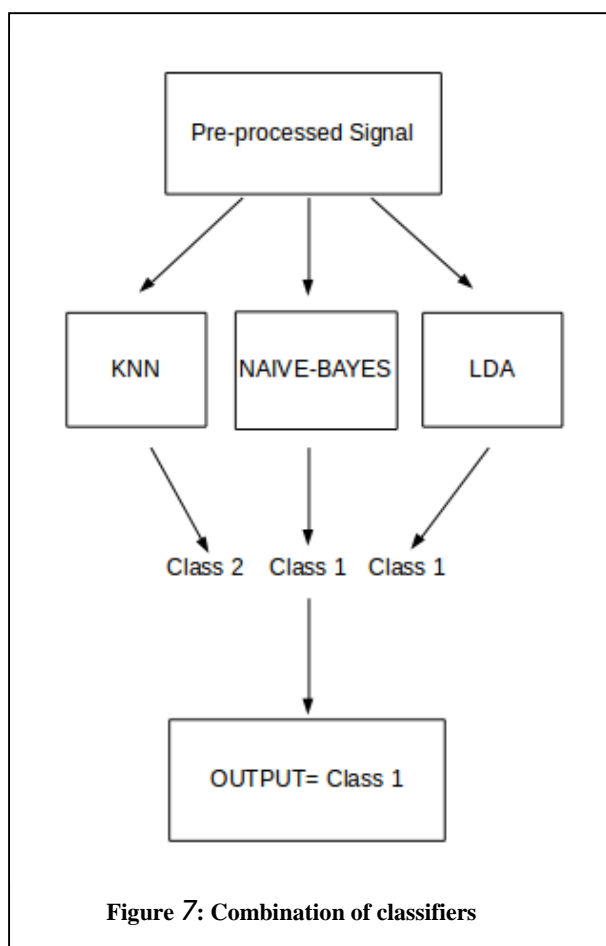 Pre-processed Signal
KNN NAIVE-BAYES LDA
Class 2 Class 1 Class 1
OUTPUT= Class 1
Figure 7: Combination of classifiers